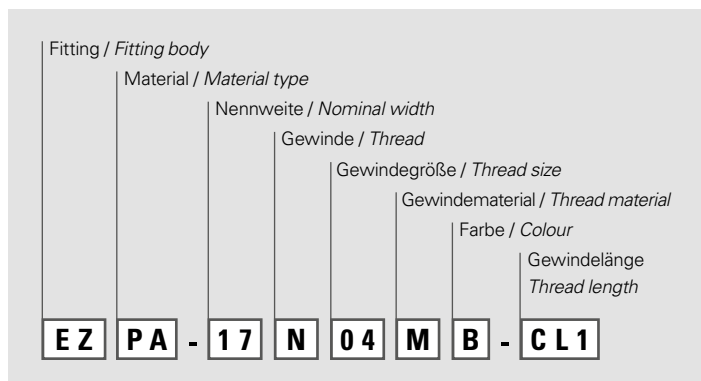 Fitting / Fitting body
Material / Material type
Nennweite / Nominal width
Gewinde / Thread
Gewindegröße / Thread size
Gewindematerial / Thread material
Farbe / Colour
Gewindelänge
Thread length
EZ PA - 17 N 04 M B - CL1